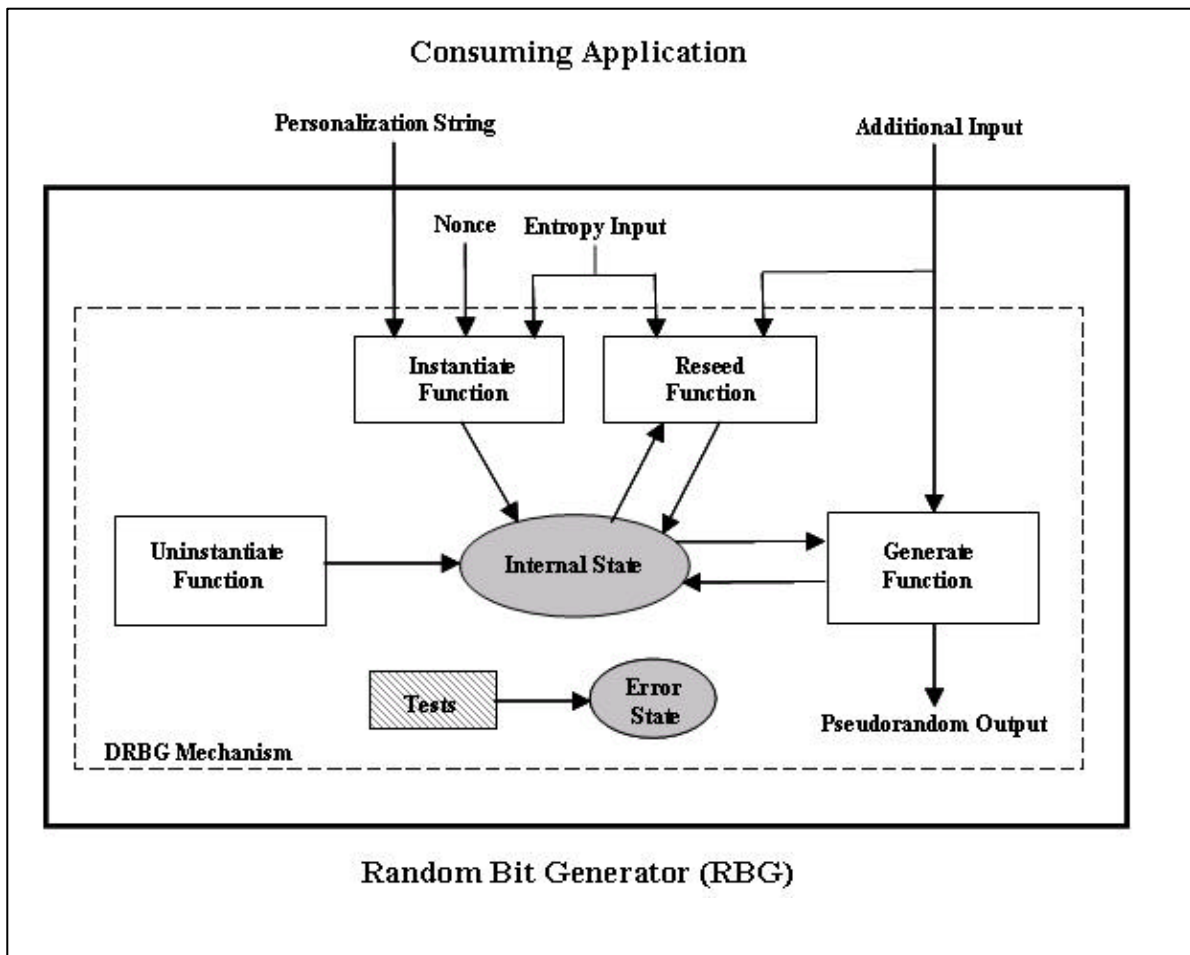 Consuming Application
Personalization String
Additional Input
Nonce
Entropy Input
Instantiate
Function
Reseed
Function
Uninstantiate
Function
Internal State
Generate
Function
Tests
Error
State
Pseudorandom Output
DRBG Mechanism
Random Bit Generator (RBG)